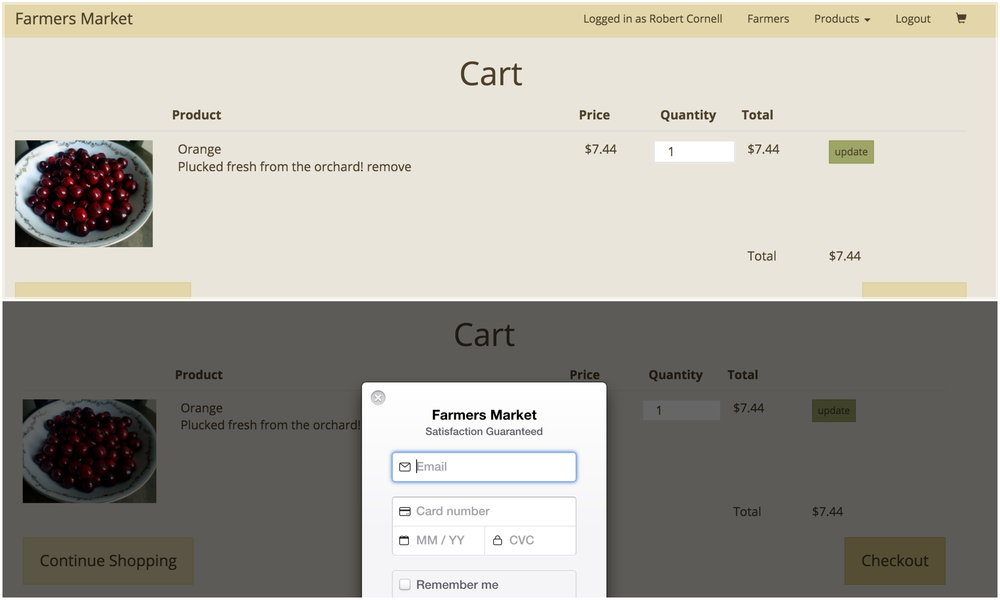 Farmers Market Logged in as Robert Cornell Farmers Products Logout
Cart
Product Price Quantity Total
Orange $7.44 1 $7.44 update
Plucked fresh from the orchard! remove
Total $7.44
Cart
Product Price Quantity Total
Orange 1 $7.44 update
Plucked fresh from the orchard!
Farmers Market
Satisfaction Guaranteed
Email
Card number
Total $7.44
MM / YY CVC
Continue Shopping Checkout
Remember me